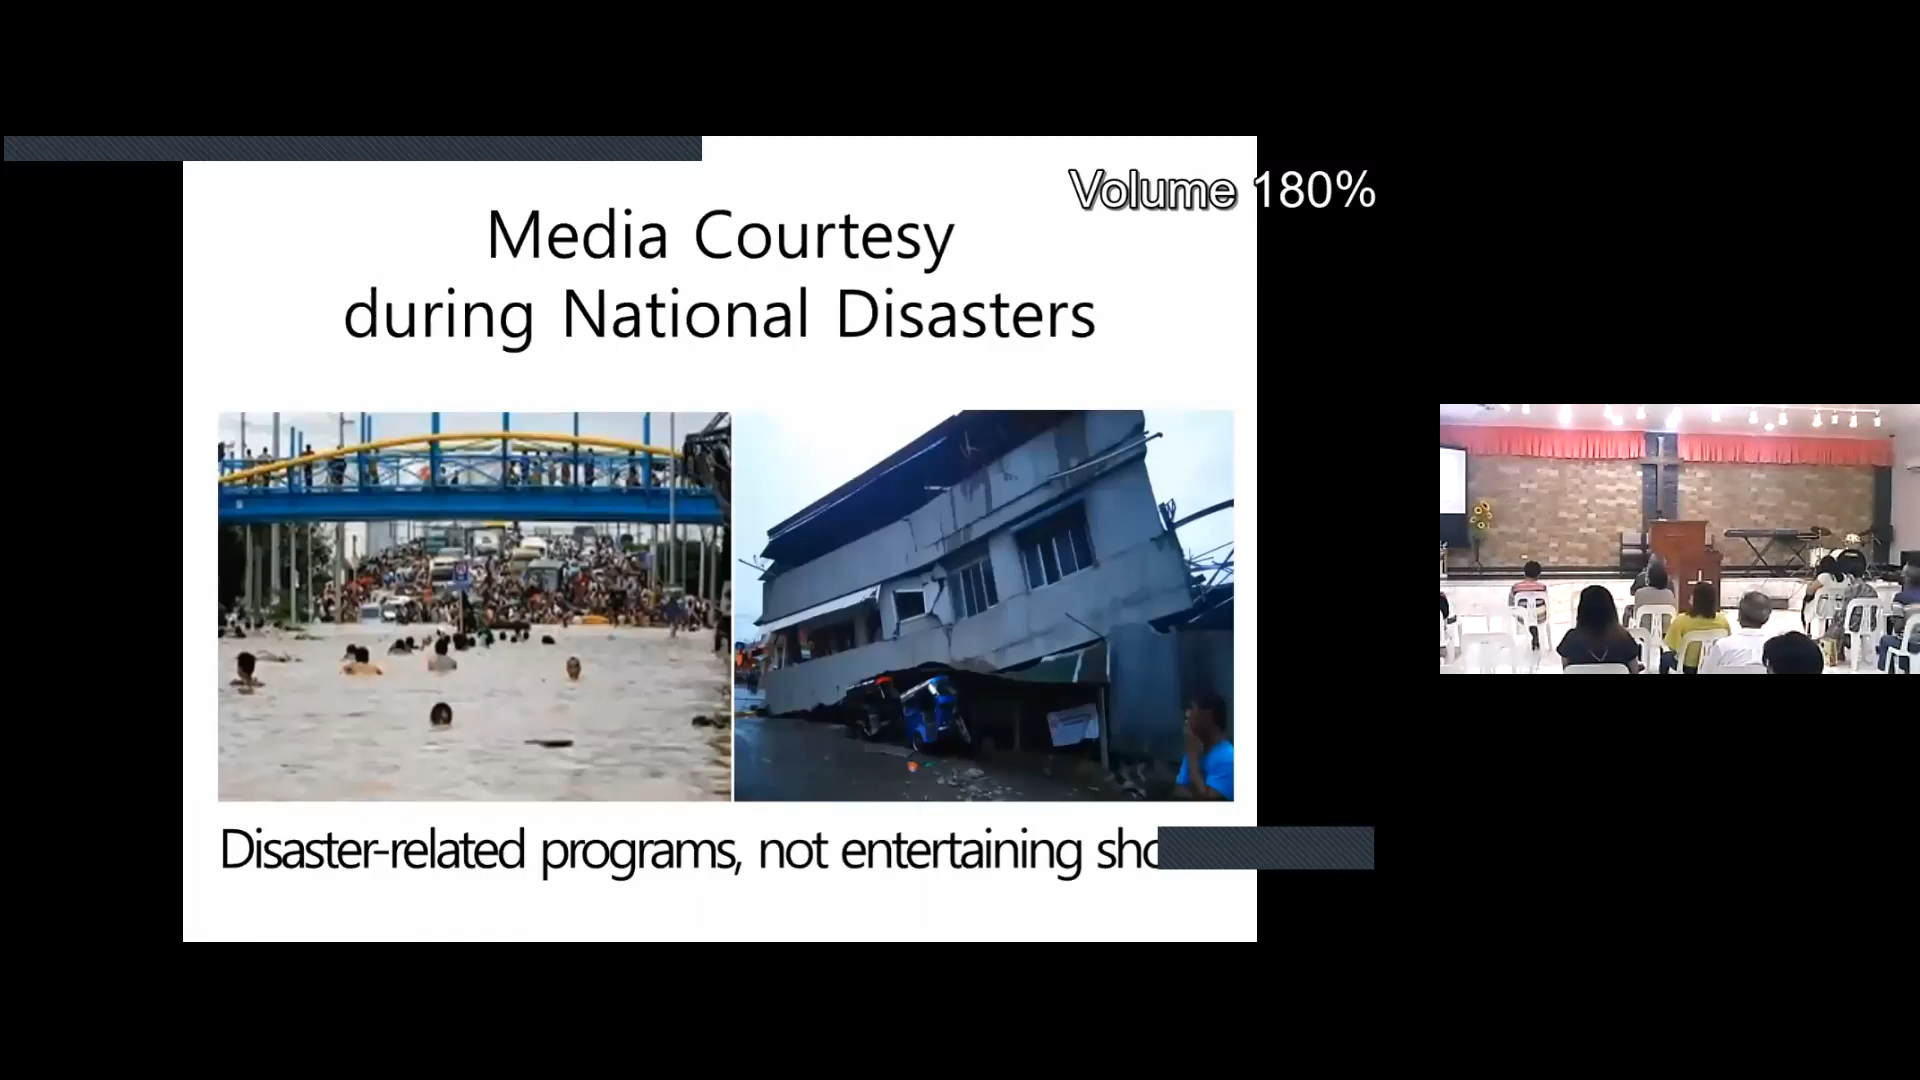 Volume 180%
Media Courtesy
during National Disasters
Disaster-related programs, not entertaining